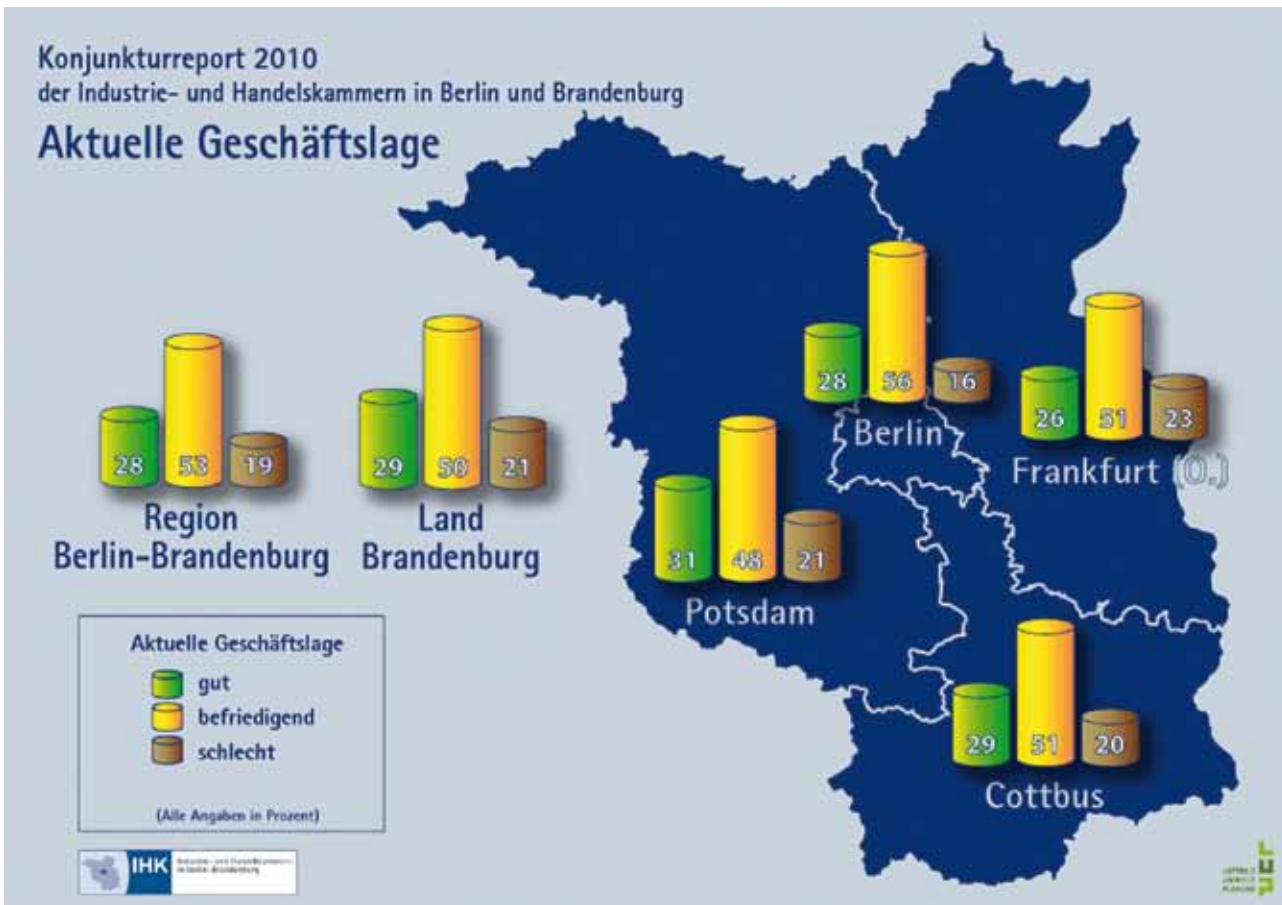 Konjunkturreport 2010
der Industrie- und Handelskammern in Berlin und Brandenburg
Aktuelle Geschäftslage
28 53 19
Region
Berlin-Brandenburg
29 50 21
Land
Brandenburg
28 56 16
Berlin
26 51 23
Frankfurt (O.)
31 48 21
Potsdam
29 51 20
Cottbus
Aktuelle Geschäftslage
gut
befriedigend
schlecht
(Alle Angaben in Prozent)
IHK